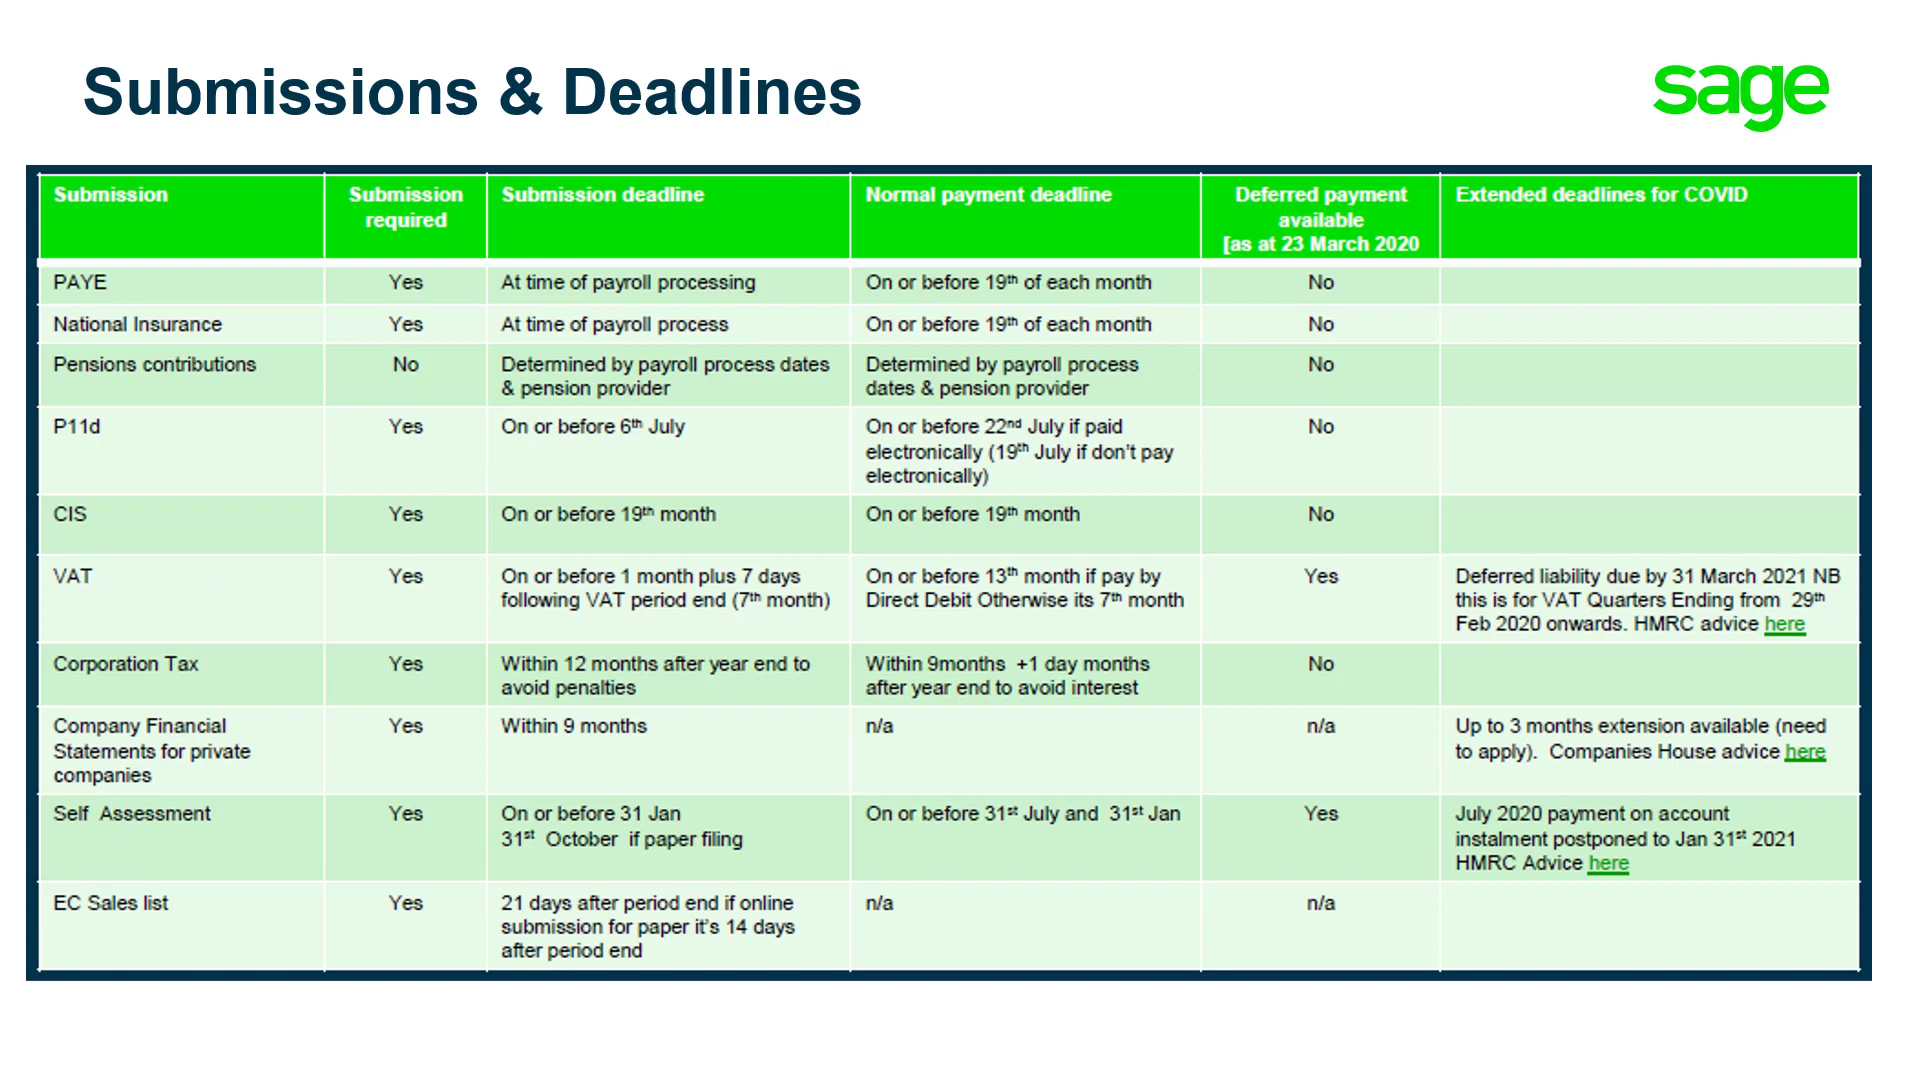 Submissions & Deadlines
sage
Submission
Submission
required
Submission deadline
Normal payment deadline
Deferred payment
available
[as at 23 March 2020
Extended deadlines for COVID
PAYE
Yes
At time of payroll processing
On or before 19th of each month
No
National Insurance
Yes
At time of payroll process
On or before 19th of each month
No
Pensions contributions
No
Determined by payroll process dates
& pension provider
Determined by payroll process
dates & pension provider
No
P11d
Yes
On or before 6th July
On or before 22nd July if paid
electronically (19th July if don't pay
electronically)
No
CIS
Yes
On or before 19th month
On or before 19th month
No
VAT
Yes
On or before 1 month plus 7 days
following VAT period end (7th month)
On or before 13th month if pay by
Direct Debit Otherwise its 7th month
Yes
Deferred liability due by 31 March 2021 NB
this is for VAT Quarters Ending from 29th
Feb 2020 onwards. HMRC advice here
Corporation Tax
Yes
Within 12 months after year end to
avoid penalties
Within 9months +1 day months
after year end to avoid interest
No
Company Financial
Statements for private
companies
Yes
Within 9 months
n/a
n/a
Up to 3 months extension available (need
to apply). Companies House advice here
Self Assessment
Yes
On or before 31 Jan
31st October if paper filing
On or before 31st July and 31st Jan
Yes
July 2020 payment on account
instalment postponed to Jan 31st 2021
HMRC Advice here
EC Sales list
Yes
21 days after period end if online
submission for paper it's 14 days
after period end
n/a
n/a